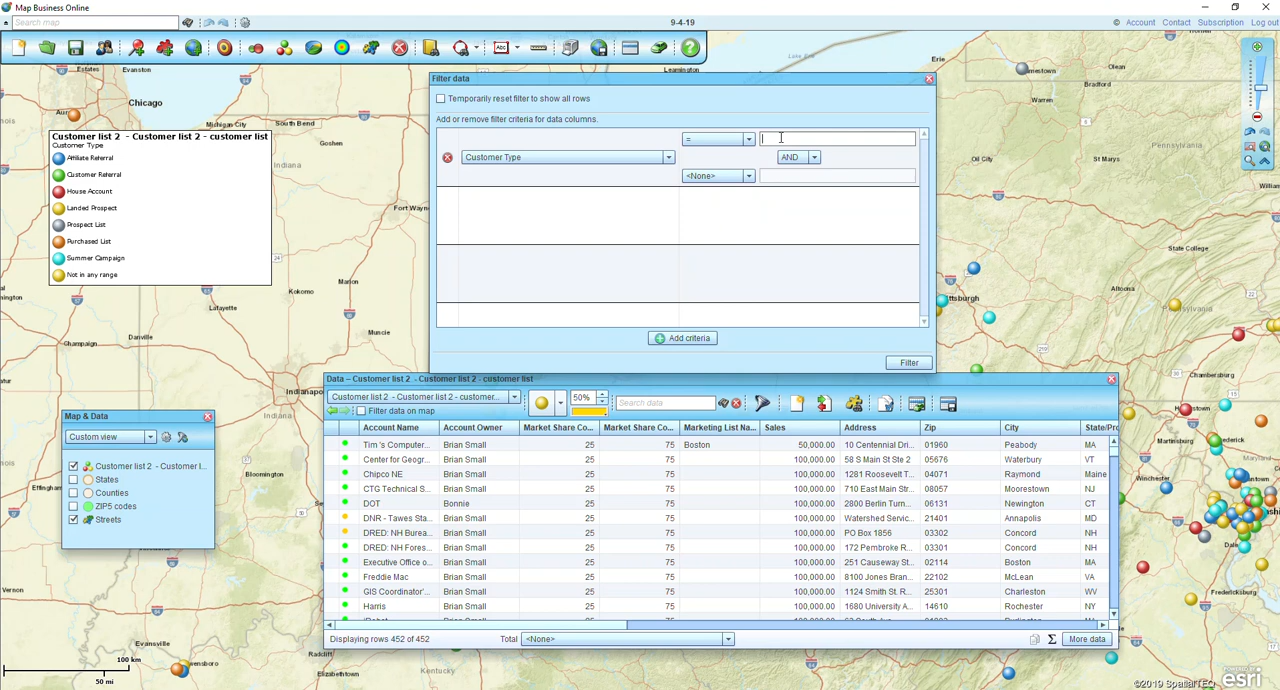 Map Business Online
Search map
9-4-19
© Account Contact Subscription Log out
Abc
Estates
Evanston
Chicago
Michigan City
South Bend
Goshen
Indiana
Fort Wayne
Marion
Kokomo
Lafayette
Danville
Champaign
Muncie
Indianapo
Bloomington
Effingham
Evansville
Radcliff
Owensboro
Elizabethtown
Kentucky
Burlington
Leamington
Lake Erie
Erie
Jamestown
Olean
Warren
Bradford
Oil City
St Marys
State College
Pittsburgh
Altoona
Pennsylvania
Chambersburg
Martinsburg
Winchester
Fredericksburg
Customer list 2 - Customer list 2 - customer list
Customer Type
Affiliate Referral
Customer Referral
House Account
Landed Prospect
Prospect List
Purchased List
Summer Campaign
Not in any range
Filter data
Temporarily reset filter to show all rows
Add or remove filter criteria for data columns.
=
Customer Type
AND
<None>
Add criteria
Filter
Map & Data
Custom view
Customer list 2 - Customer l...
States
Counties
ZIP5 codes
Streets
Data – Customer list 2 - Customer list 2 - customer list
Customer list 2 - Customer list 2 - customer...
50%
Search data
Filter data on map
Account Name Account Owner Market Share Co... Market Share Co... Marketing List Na... Sales Address Zip City State/Pro
Tim 's Computer... Brian Small 25 75 Boston 50,000.00 10 Centennial Dri... 01960 Peabody MA
Center for Geogr... Brian Small 25 75 100,000.00 58 S Main St Ste 2 05676 Waterbury VT
Chipco NE Brian Small 25 75 100,000.00 1281 Roosevelt T... 04071 Raymond Maine
CTG Technical S... Brian Small 25 75 100,000.00 710 East Main Str... 08057 Moorestown NJ
DOT Bonnie 25 75 100,000.00 2800 Berlin Turn... 06131 Newington CT
DNR - Tawes Sta... Brian Small 25 75 100,000.00 Watershed Servic... 21401 Annapolis MD
DRED: NH Burea... Brian Small 25 75 100,000.00 PO Box 1856 03302 Concord NH
DRED: NH Fores... Brian Small 25 75 100,000.00 172 Pembroke R... 03301 Concord NH
Executive Office o... Brian Small 25 75 100,000.00 251 Causeway St... 02114 Boston MA
Freddie Mac Brian Small 25 75 100,000.00 8100 Jones Bran... 22102 McLean VA
GIS Coordinator'... Brian Small 25 75 100,000.00 1124 Smith St. R... 25301 Charleston WV
Harris Brian Small 25 75 100,000.00 1680 University A... 14610 Rochester NY
Displaying rows 452 of 452
Total
<None>
Σ
More data
100 km
50 mi
©2019 SpatialTEQ
esri